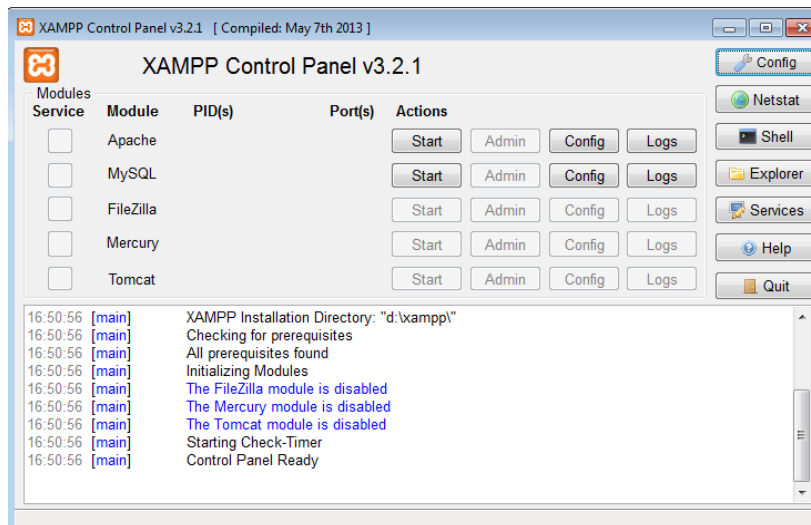 XAMPP Control Panel v3.2.1 [ Compiled: May 7th 2013 ]
XAMPP Control Panel v3.2.1
Config
Modules
Service Module PID(s) Port(s) Actions
Netstat
Apache Start Admin Config Logs
Shell
MySQL Start Admin Config Logs
Explorer
FileZilla Start Admin Config Logs
Services
Mercury Start Admin Config Logs
Help
Tomcat Start Admin Config Logs
Quit
16:50:56 [main] XAMPP Installation Directory: "d:\xampp\"
16:50:56 [main] Checking for prerequisites
16:50:56 [main] All prerequisites found
16:50:56 [main] Initializing Modules
16:50:56 [main] The FileZilla module is disabled
16:50:56 [main] The Mercury module is disabled
16:50:56 [main] The Tomcat module is disabled
16:50:56 [main] Starting Check-Timer
16:50:56 [main] Control Panel Ready